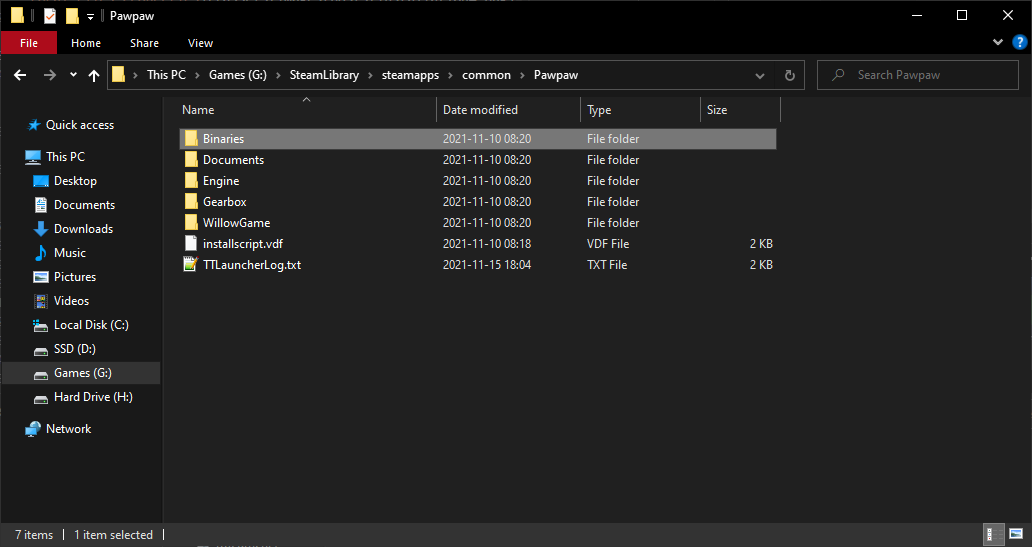 Pawpaw
File Home Share View
This PC Games (G:) SteamLibrary steamapps common Pawpaw Search Pawpaw
Name Date modified Type Size
Quick access
This PC
Desktop
Documents
Downloads
Music
Pictures
Videos
Local Disk (C:)
SSD (D:)
Games (G:)
Hard Drive (H:)
Network
Binaries 2021-11-10 08:20 File folder
Documents 2021-11-10 08:20 File folder
Engine 2021-11-10 08:20 File folder
Gearbox 2021-11-10 08:20 File folder
WillowGame 2021-11-10 08:20 File folder
installscript.vdf 2021-11-10 08:18 VDF File 2 KB
TTLauncherLog.txt 2021-11-15 18:04 TXT File 2 KB
7 items 1 item selected